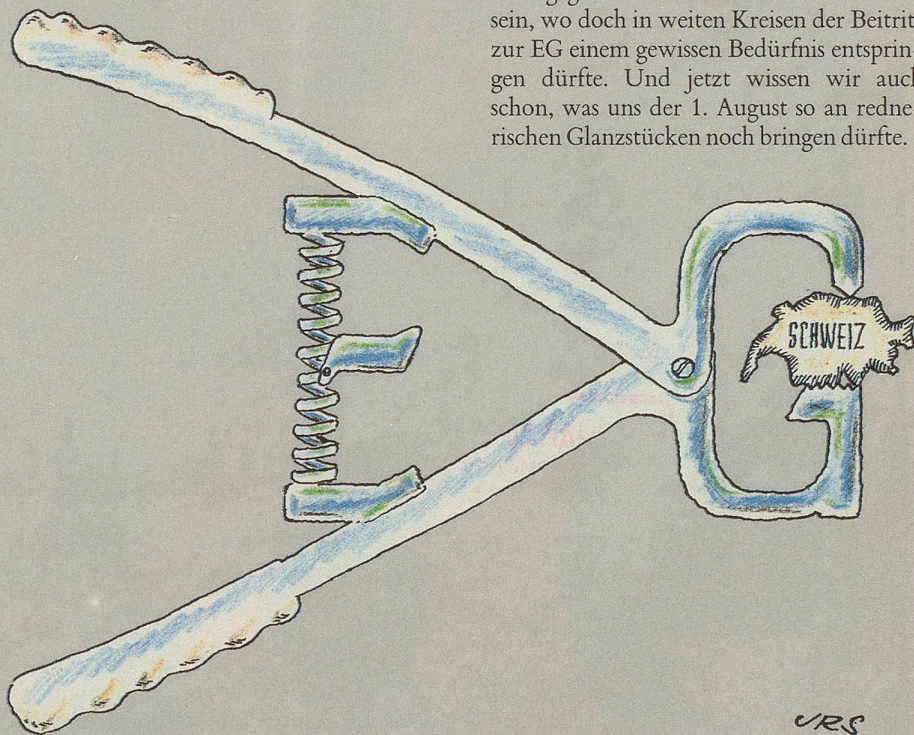 sein, wo doch in weiten Kreisen der Beitrit
zur EG einem gewissen Bedürfnis entsprin-
gen dürfte. Und jetzt wissen wir auch
schon, was uns der 1. August so an redne-
rischen Glanzstücken noch bringen dürfte.
EG
SCHWEIZ
URS